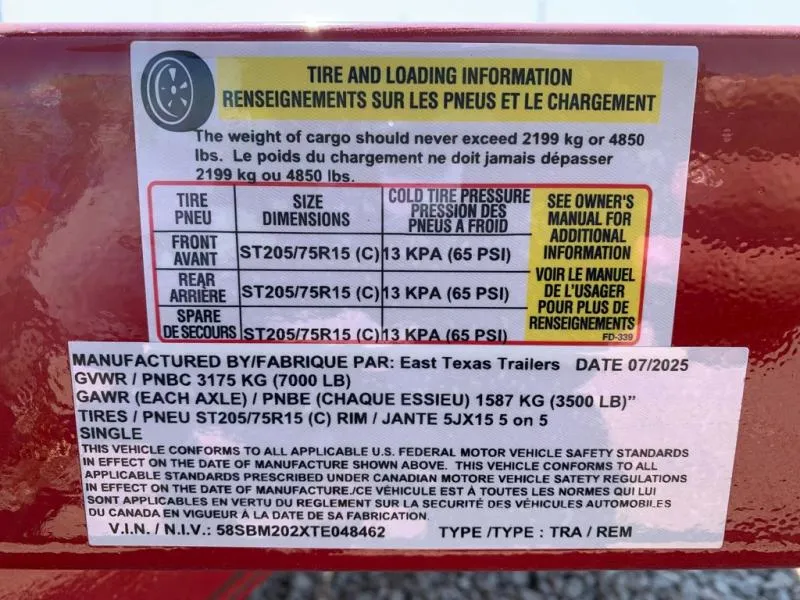 TIRE AND LOADING INFORMATION
RENSEIGNEMENTS SUR LES PNEUS ET LE CHARGEMENT
The weight of cargo should never exceed 2199 kg or 4850
lbs. Le poids du chargement ne doit jamais dépasser
2199 kg ou 4850 lbs.
TIRE
PNEU
SIZE
DIMENSIONS
COLD TIRE PRESSURE
PRESSION DES
PNEUS A FROID
SEE OWNER'S
MANUAL FOR
ADDITIONAL
INFORMATION
VOIR LE MANUEL
DE L'USAGER
POUR PLUS DE
RENSEIGNEMENTS
FRONT
AVANT
ST205/75R15 (C) 13 KPA (65 PSI)
REAR
ARRIÈRE
ST205/75R15 (C) 13 KPA (65 PSI)
SPARE
DE SECOURS
ST205/75R15 (C) 13 KPA (65 PSI)
FD-339
MANUFACTURED BY/FABRIQUE PAR: East Texas Trailers DATE 07/2025
GVWR / PNBC 3175 KG (7000 LB)
GAWR (EACH AXLE) / PNBE (CHAQUE ESSIEU) 1587 KG (3500 LB)”
TIRES / PNEU ST205/75R15 (C) RIM / JANTE 5JX15 5 on 5
SINGLE
THIS VEHICLE CONFORMS TO ALL APPLICABLE U.S. FEDERAL MOTOR VEHICLE SAFETY STANDARDS
IN EFFECT ON THE DATE OF MANUFACTURE SHOWN ABOVE. THIS VEHICLE CONFORMS TO ALL
APPLICABLE STANDARDS PRESCRIBED UNDER CANADIAN MOTORE VEHICLE SAFETY REGULATIONS
IN EFFECT ON THE DATE OF MANUFACTURE./CE VÉHICULE EST À TOUTES LES NORMES QUI LUI
SONT APPLICABLES EN VERTU DU REGLEMENT SUR LA SECURITÉ DES VÉHICULES AUTOMOBILES
DU CANADA EN VIGUEUR À LA DATE DE SA FABRICATION.
V.I.N. / N.I.V.: 58SBM202XTE048462 TYPE /TYPE : TRA / REM